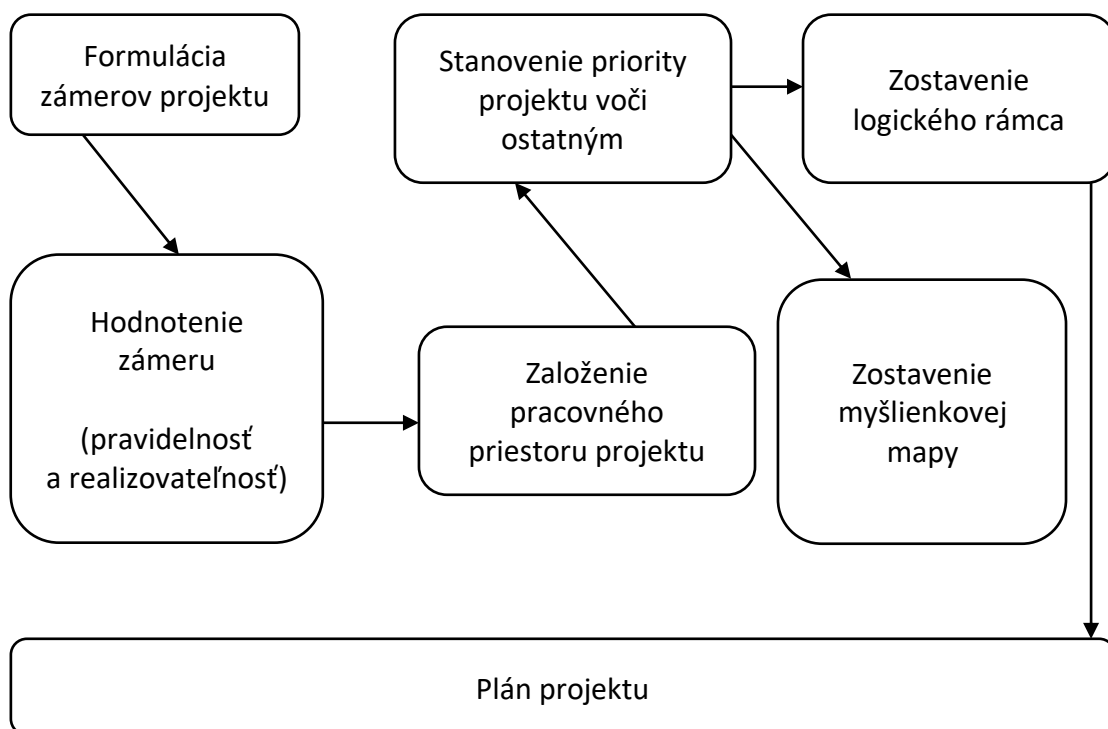 Formulácia
zámerov projektu
Stanovenie priority
projektu voči
ostatným
Zostavenie
logického rámca
Hodnotenie
zámeru
(pravidelnosť
a realizovateľnosť)
Založenie
pracovného
priestoru projektu
Zostavenie
myšlienkovej
mapy
Plán projektu